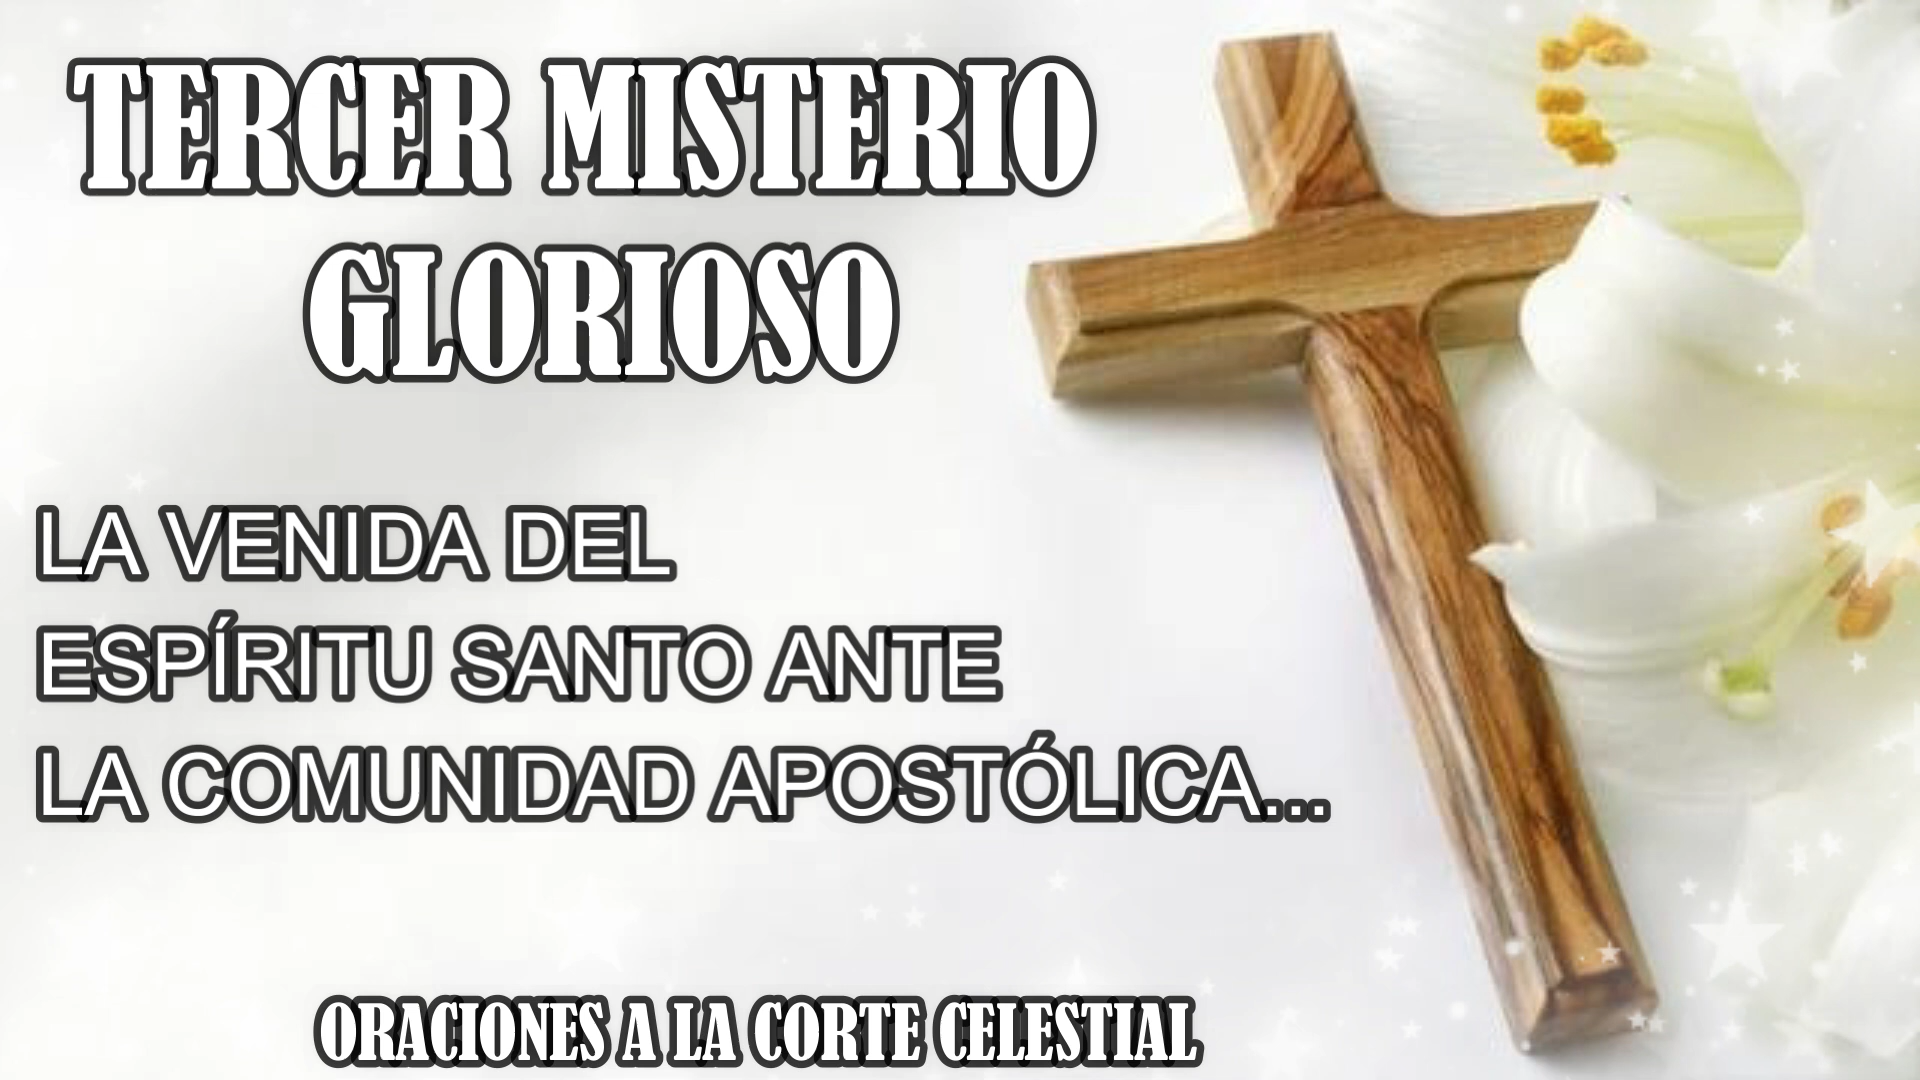 TERCER MISTERIO
GLORIOSO
LA VENIDA DEL
ESPÍRITU SANTO ANTE
LA COMUNIDAD APOSTÓLICA...
ORACIONES A LA CORTE CELESTIAL